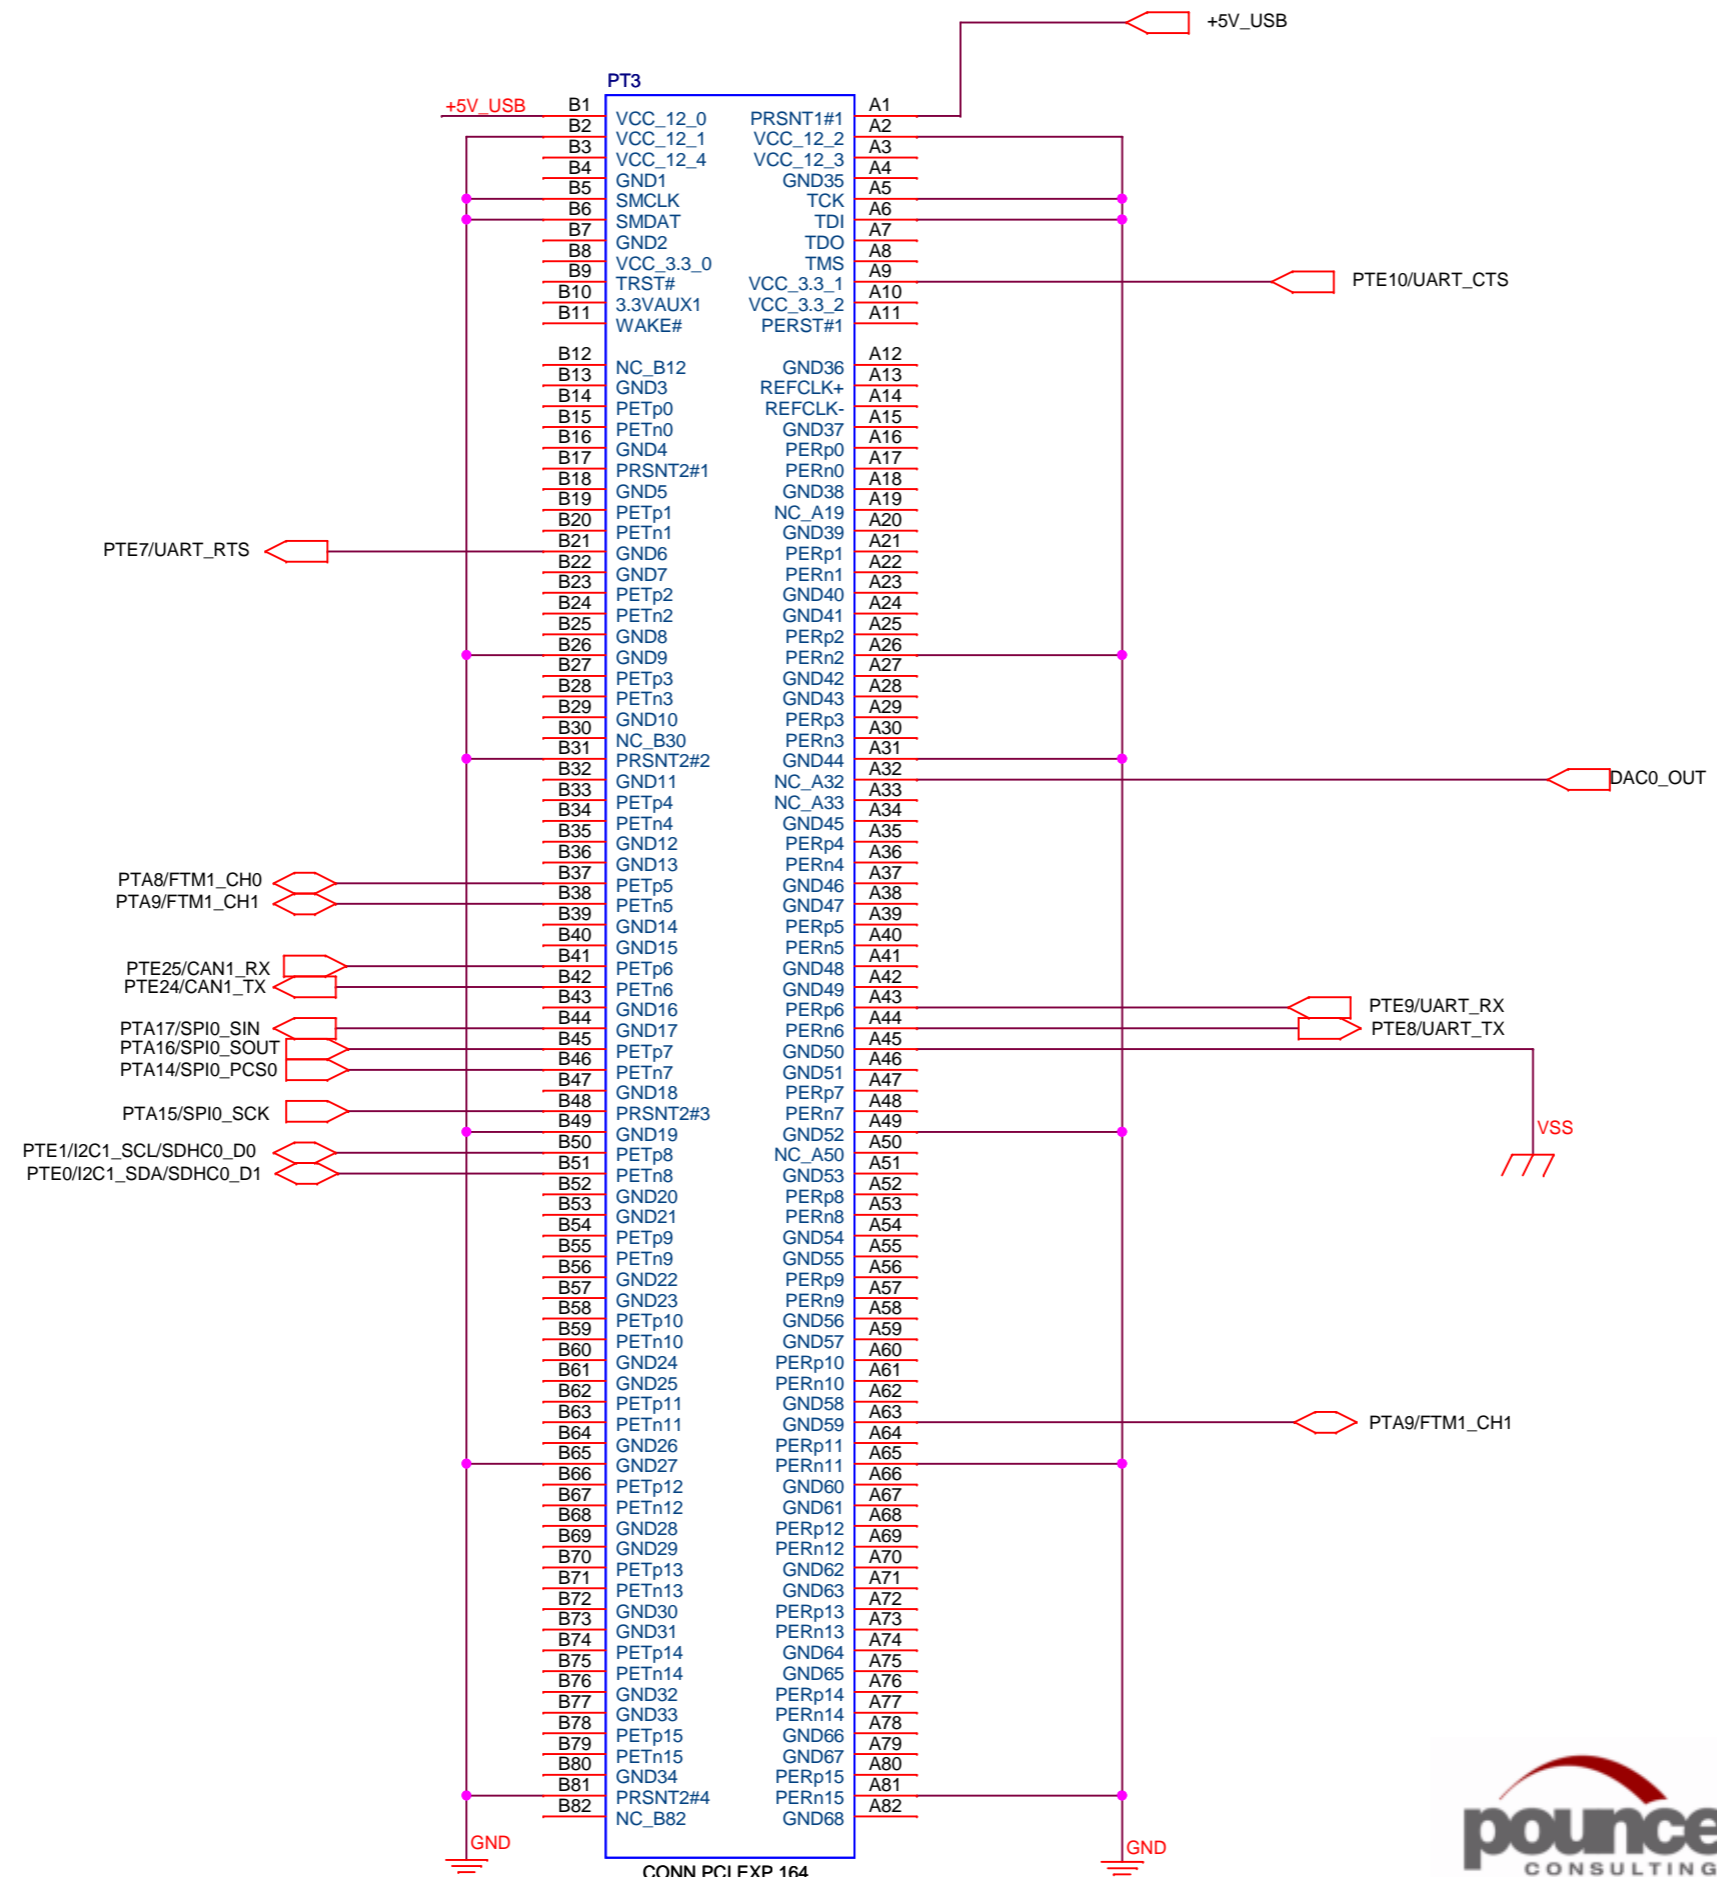 +5V_USB
PT3
+5V_USB B1 VCC_12_0 PRSNT1#1 A1
B2 VCC_12_1 VCC_12_2 A2
B3 VCC_12_4 VCC_12_3 A3
B4 GND1 GND35 A4
B5 SMCLK TCK A5
B6 SMDAT TDI A6
B7 GND2 TDO A7
B8 VCC_3.3_0 TMS A8
B9 TRST# VCC_3.3_1 A9 PTE10/UART_CTS
B10 3.3VAUX1 VCC_3.3_2 A10
B11 WAKE# PERST#1 A11
B12 NC_B12 GND36 A12
B13 GND3 REFCLK+ A13
B14 PETp0 REFCLK- A14
B15 PETn0 GND37 A15
B16 GND4 PERp0 A16
B17 PRSNT2#1 PERn0 A17
B18 GND5 GND38 A18
B19 PETp1 NC_A19 A19
B20 PETn1 GND39 A20
PTE7/UART_RTS B21 GND6 PERp1 A21
B22 GND7 PERn1 A22
B23 PETp2 GND40 A23
B24 PETn2 GND41 A24
B25 GND8 PERp2 A25
B26 GND9 PERn2 A26
B27 PETp3 GND42 A27
B28 PETn3 GND43 A28
B29 GND10 PERp3 A29
B30 NC_B30 PERn3 A30
B31 PRSNT2#2 GND44 A31
B32 GND11 NC_A32 A32 DAC0_OUT
B33 PETp4 NC_A33 A33
B34 PETn4 GND45 A34
B35 GND12 PERp4 A35
B36 GND13 PERn4 A36
PTA8/FTM1_CH0 B37 PETp5 GND46 A37
PTA9/FTM1_CH1 B38 PETn5 GND47 A38
B39 GND14 PERp5 A39
B40 GND15 PERn5 A40
PTE25/CAN1_RX B41 PETp6 GND48 A41
PTE24/CAN1_TX B42 PETn6 GND49 A42
B43 GND16 PERp6 A43 PTE9/UART_RX
PTA17/SPI0_SIN B44 GND17 PERn6 A44 PTE8/UART_TX
PTA16/SPI0_SOUT B45 PETp7 GND50 A45
PTA14/SPI0_PCS0 B46 PETn7 GND51 A46
B47 GND18 PERp7 A47
PTA15/SPI0_SCK B48 PRSNT2#3 PERn7 A48
B49 GND19 GND52 A49 VSS
PTE1/I2C1_SCL/SDHC0_D0 B50 PETp8 NC_A50 A50
PTE0/I2C1_SDA/SDHC0_D1 B51 PETn8 GND53 A51
B52 GND20 PERp8 A52
B53 GND21 PERn8 A53
B54 PETp9 GND54 A54
B55 PETn9 GND55 A55
B56 GND22 PERp9 A56
B57 GND23 PERn9 A57
B58 PETp10 GND56 A58
B59 PETn10 GND57 A59
B60 GND24 PERp10 A60
B61 GND25 PERn10 A61
B62 PETp11 GND58 A62
B63 PETn11 GND59 A63 PTA9/FTM1_CH1
B64 GND26 PERp11 A64
B65 GND27 PERn11 A65
B66 PETp12 GND60 A66
B67 PETn12 GND61 A67
B68 GND28 PERp12 A68
B69 GND29 PERn12 A69
B70 PETp13 GND62 A70
B71 PETn13 GND63 A71
B72 GND30 PERp13 A72
B73 GND31 PERn13 A73
B74 PETp14 GND64 A74
B75 PETn14 GND65 A75
B76 GND32 PERp14 A76
B77 GND33 PERn14 A77
B78 PETp15 GND66 A78
B79 PETn15 GND67 A79
B80 GND34 PERp15 A80
B81 PRSNT2#4 PERn15 A81
B82 NC_B82 GND68 A82
GND GND
CONN PCI EXP 164
pounce
CONSULTING